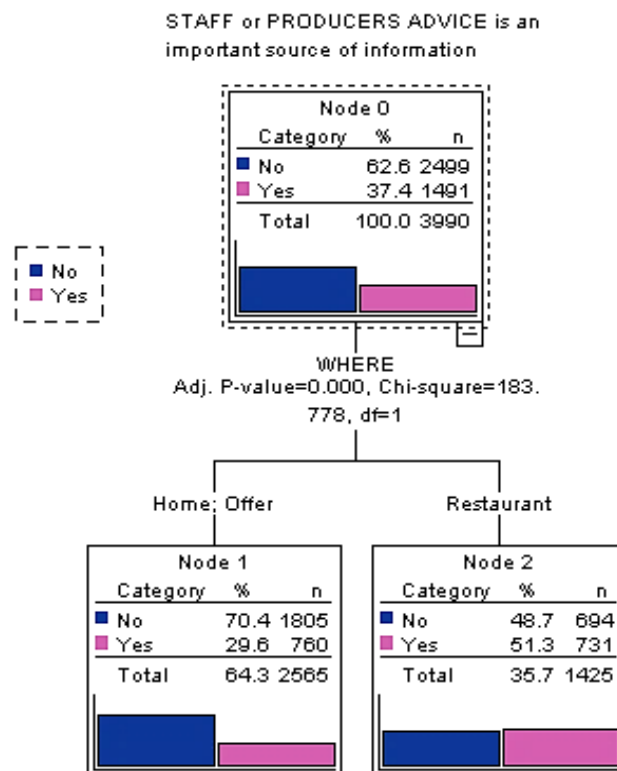 STAFF or PRODUCERS ADVICE is an
important source of information
Node 0
Category % n
No 62.6 2499
Yes 37.4 1491
Total 100.0 3990
No
Yes
WHERE
Adj. P-value=0.000, Chi-square=183.
778, df=1
Home; Offer
Restaurant
Node 1
Category % n
No 70.4 1805
Yes 29.6 760
Total 64.3 2565
Node 2
Category % n
No 48.7 694
Yes 51.3 731
Total 35.7 1425